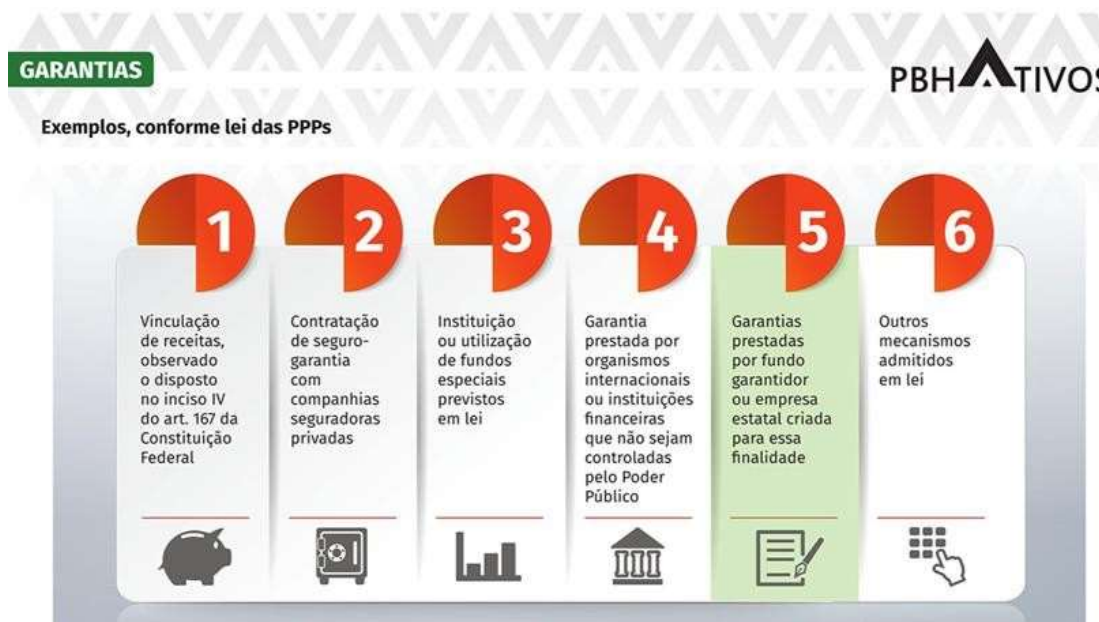 GARANTIAS
PBH ATIVOS
Exemplos, conforme lei das PPPs
1
Vinculação
de receitas,
observado
o disposto
no inciso IV
do art. 167 da
Constituição
Federal
2
Contratação
de seguro-
garantia
com
companhias
seguradoras
privadas
3
Instituição
ou utilização
de fundos
especiais
previstos
em lei
4
Garantia
prestada por
organismos
internacionais
ou instituições
financeiras
que não sejam
controladas
pelo Poder
Público
5
Garantias
prestadas
por fundo
garantidor
ou empresa
estatal criada
para essa
finalidade
6
Outros
mecanismos
admitidos
em lei